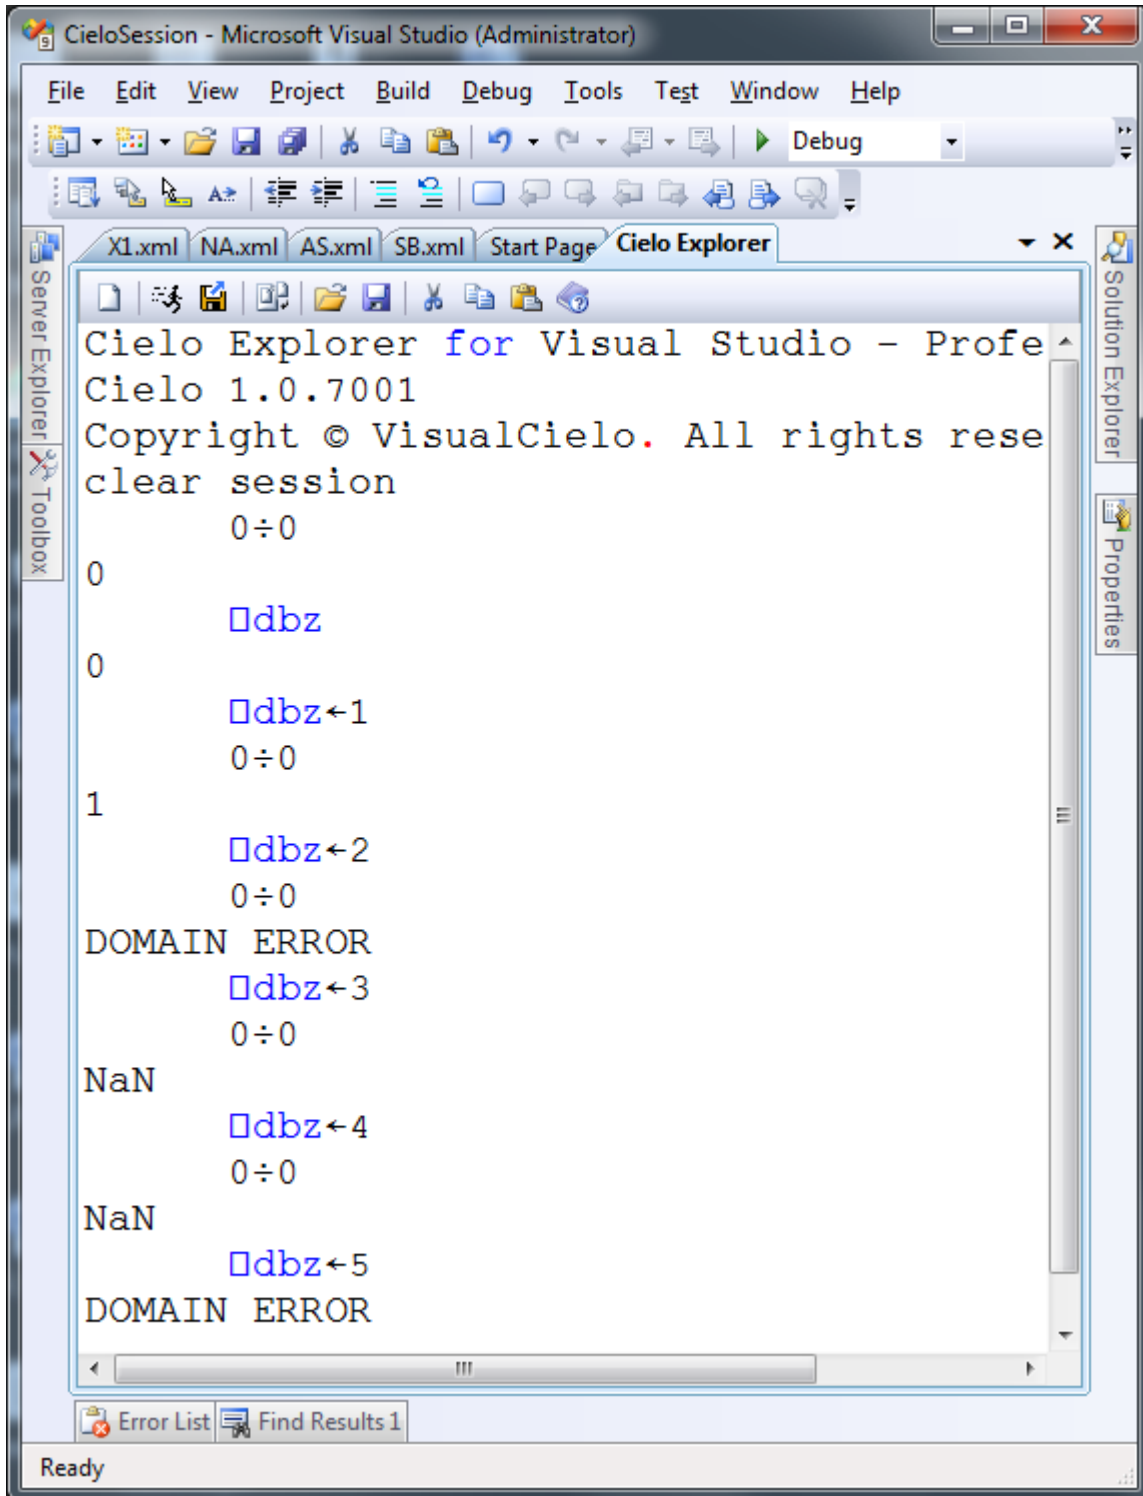 CieloSession - Microsoft Visual Studio (Administrator)
File Edit View Project Build Debug Tools Test Window Help
Debug
X1.xml NA.xml AS.xml SB.xml Start Page Cielo Explorer
Server Explorer
Toolbox
Solution Explorer
Properties
Cielo Explorer for Visual Studio - Profe
Cielo 1.0.7001
Copyright © VisualCielo. All rights rese
clear session
0÷0
0
⎕dbz
0
⎕dbz←1
0÷0
1
⎕dbz←2
0÷0
DOMAIN ERROR
⎕dbz←3
0÷0
NaN
⎕dbz←4
0÷0
NaN
⎕dbz←5
DOMAIN ERROR
Error List Find Results 1
Ready